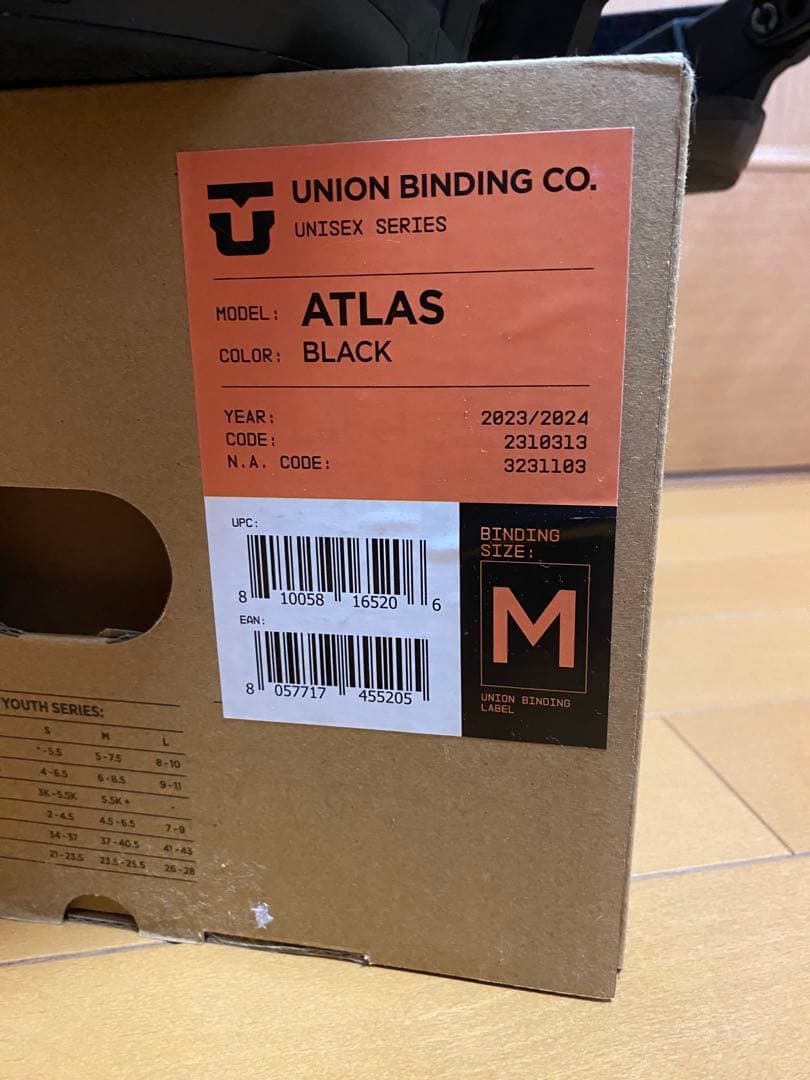 UNION BINDING CO.
UNISEX SERIES
MODEL: ATLAS
COLOR: BLACK
YEAR: 2023/2024
CODE: 2310313
N.A. CODE: 3231103
UPC:
8 10058 16520 6
EAN:
8 057717 455205
BINDING
SIZE:
M
UNION BINDING
LABEL
YOUTH SERIES:
S M L
-5.5 5-7.5 8-10
4-6.5 6-8.5 9-11
3K-5.5K 5.5K+ -
2-4.5 4.5-6.5 7-9
34-37 37-40.5 41-43
21-23.5 23.5-25.5 26-28